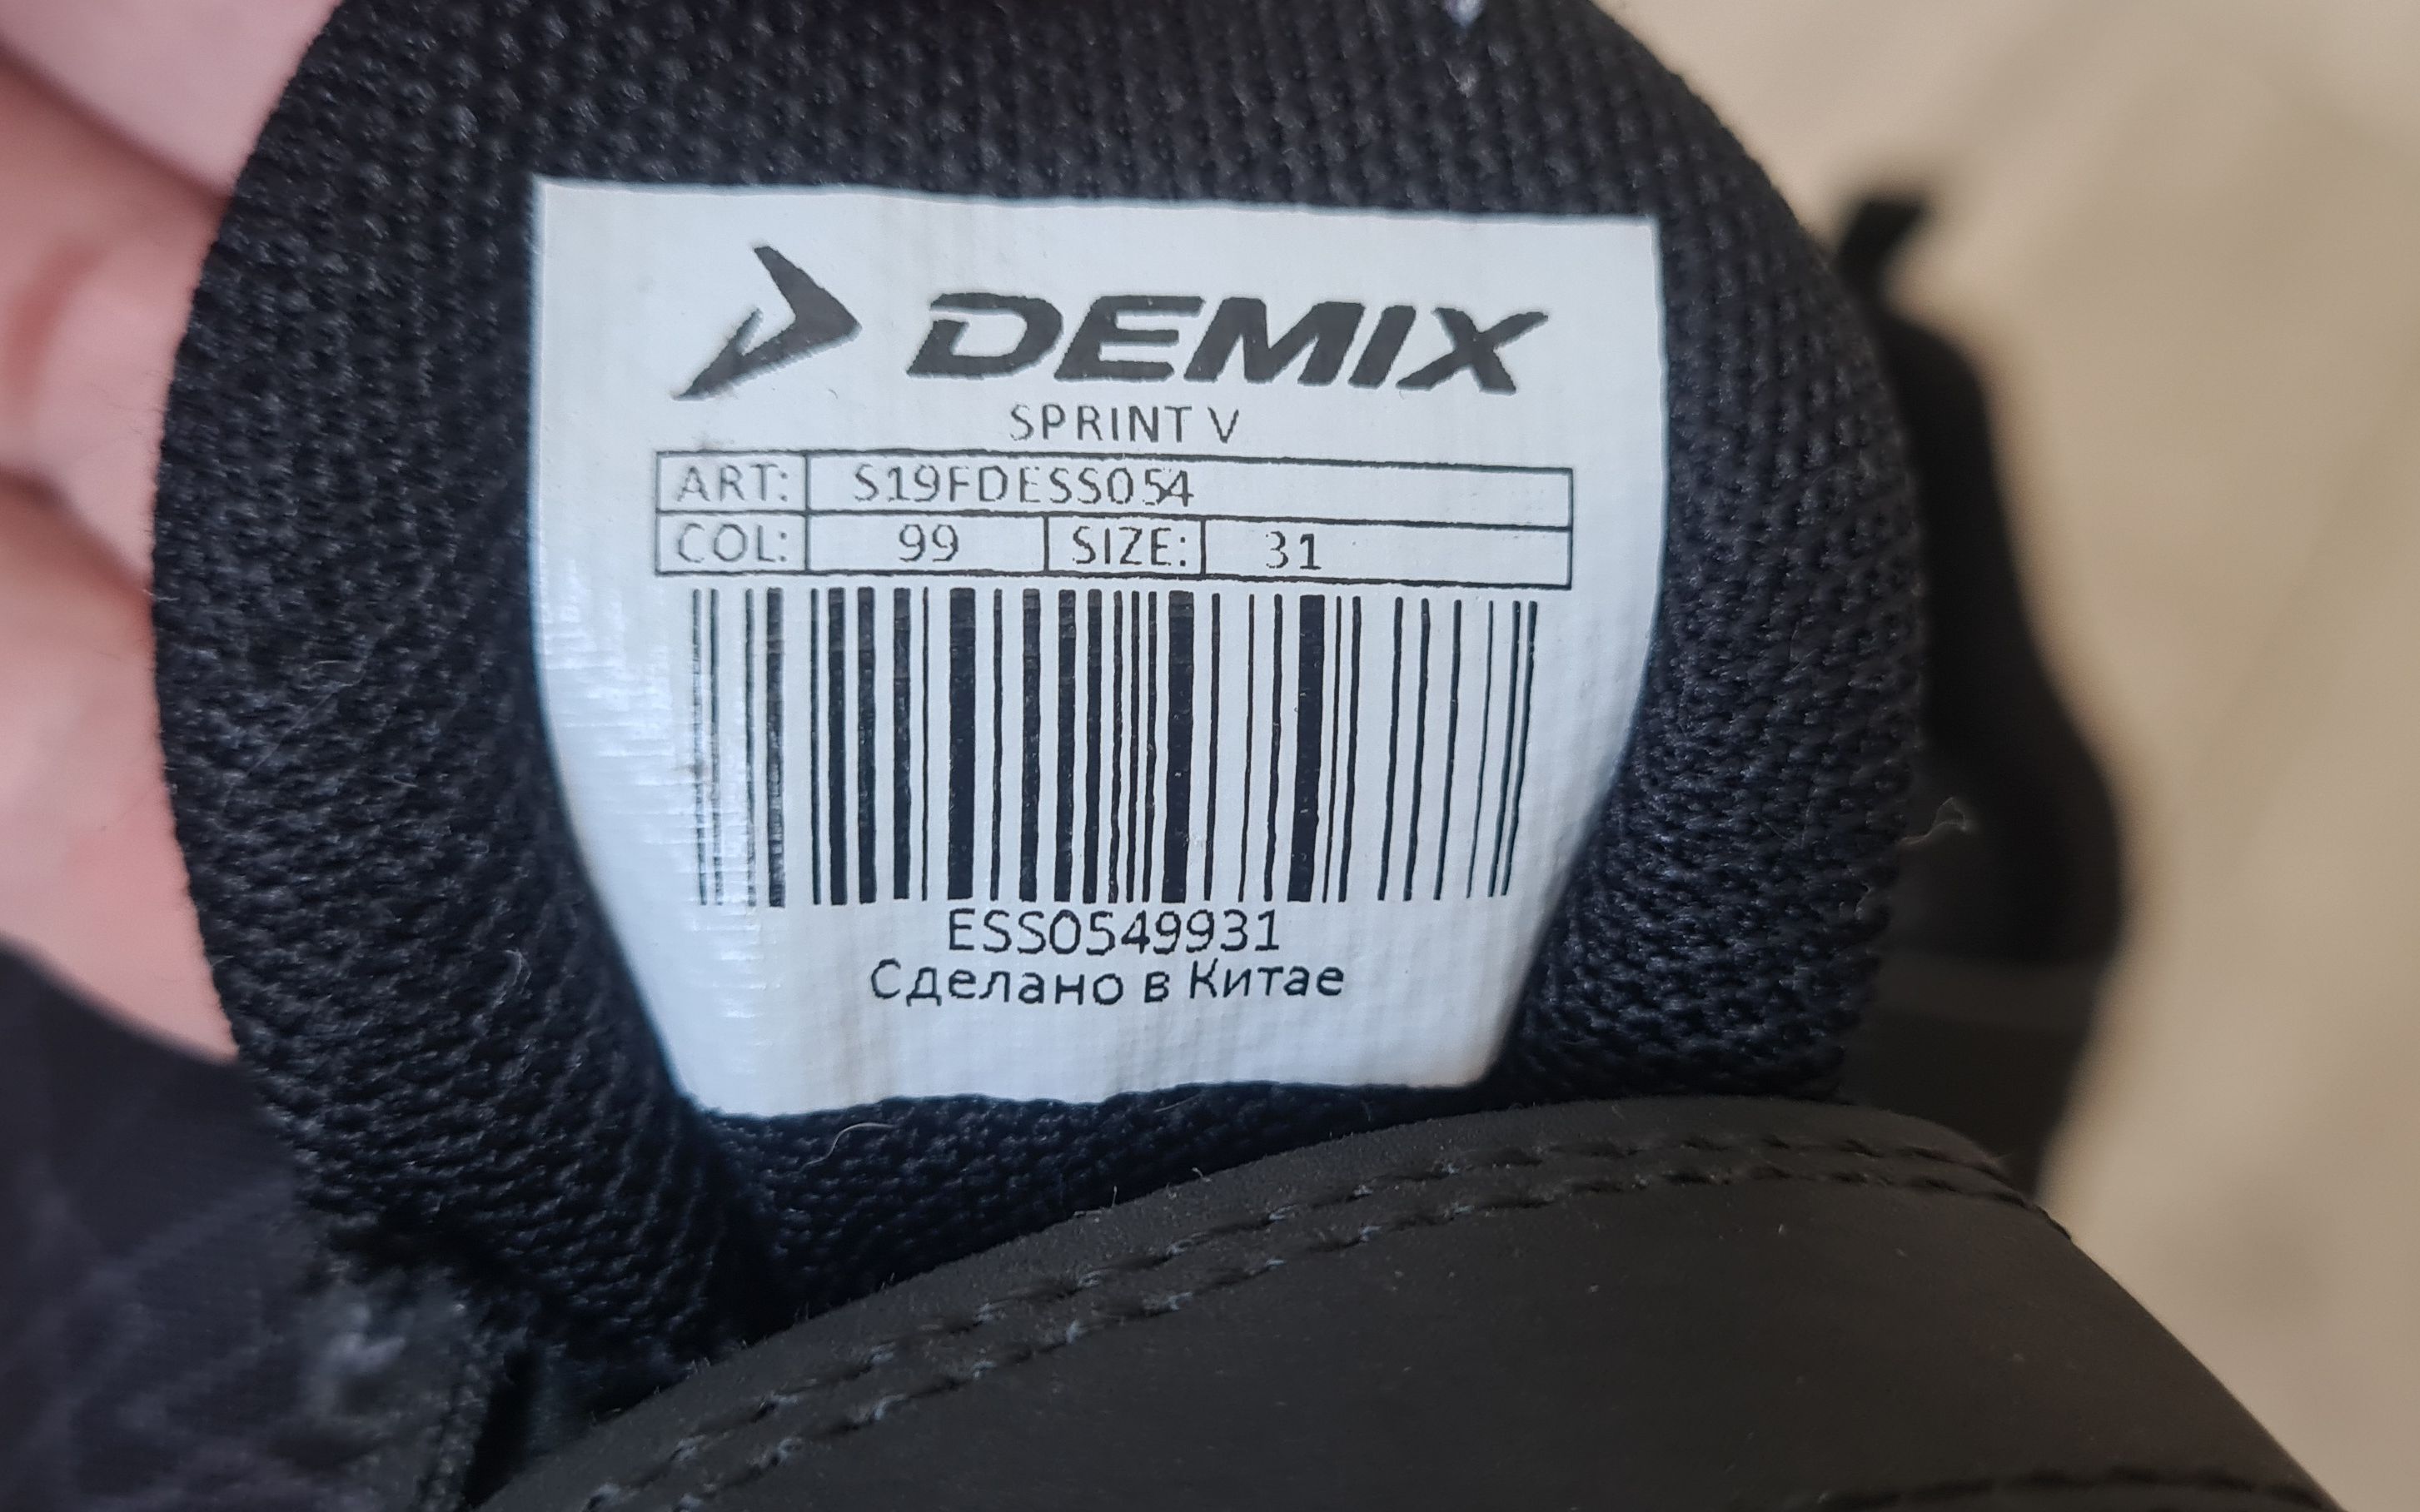 DEMIX
SPRINT V
ART: S19FDESS054
COL: 99 SIZE: 31
ESS0549931
Сделано в Китае